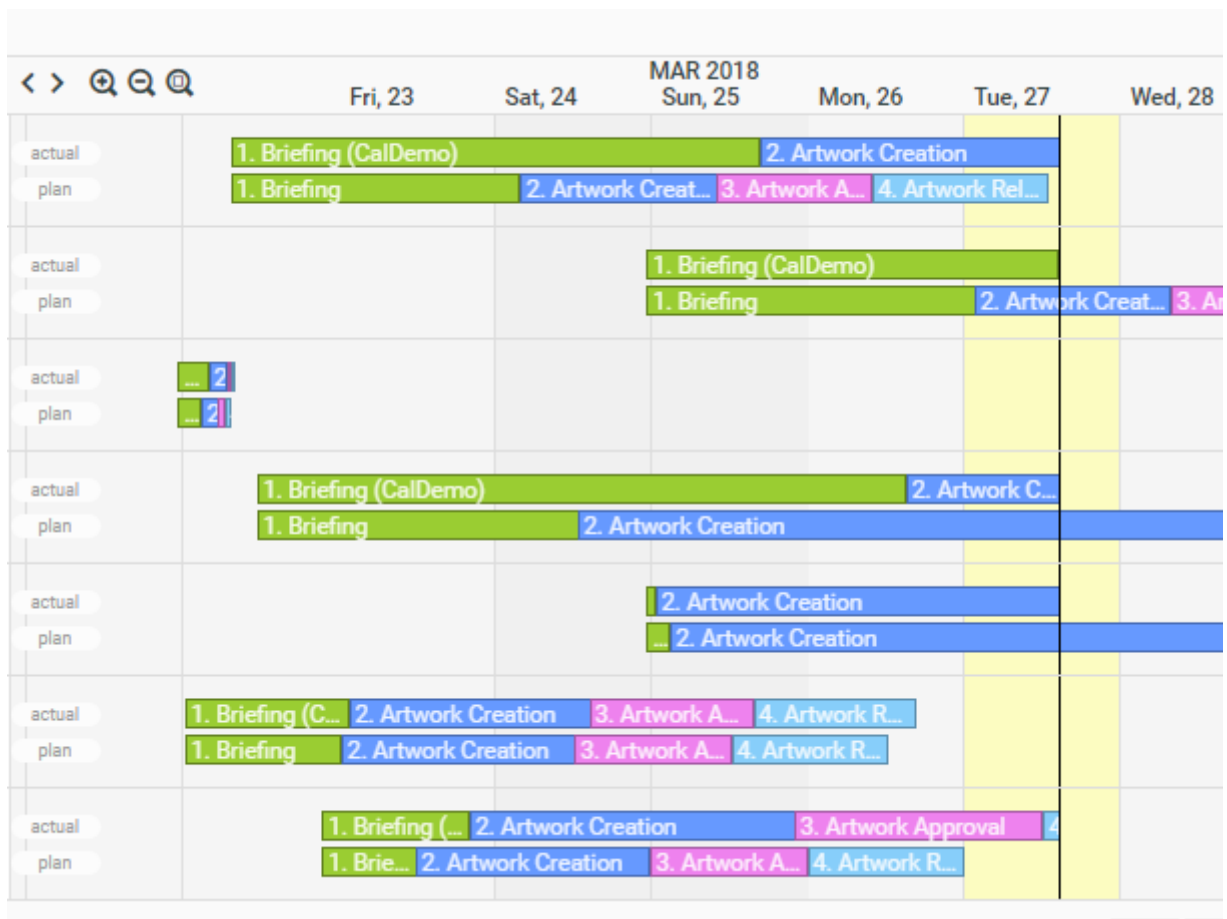 MAR 2018
Fri, 23 Sat, 24 Sun, 25 Mon, 26 Tue, 27 Wed, 28
actual 1. Briefing (CalDemo) 2. Artwork Creation
plan 1. Briefing 2. Artwork Creat... 3. Artwork A... 4. Artwork Rel...
actual 1. Briefing (CalDemo)
plan 1. Briefing 2. Artwork Creat... 3. Ar
actual ... 2
plan ... 2
actual 1. Briefing (CalDemo) 2. Artwork C...
plan 1. Briefing 2. Artwork Creation
actual 2. Artwork Creation
plan ... 2. Artwork Creation
actual 1. Briefing (C... 2. Artwork Creation 3. Artwork A... 4. Artwork R...
plan 1. Briefing 2. Artwork Creation 3. Artwork A... 4. Artwork R...
actual 1. Briefing (... 2. Artwork Creation 3. Artwork Approval 4
plan 1. Brie... 2. Artwork Creation 3. Artwork A... 4. Artwork R...